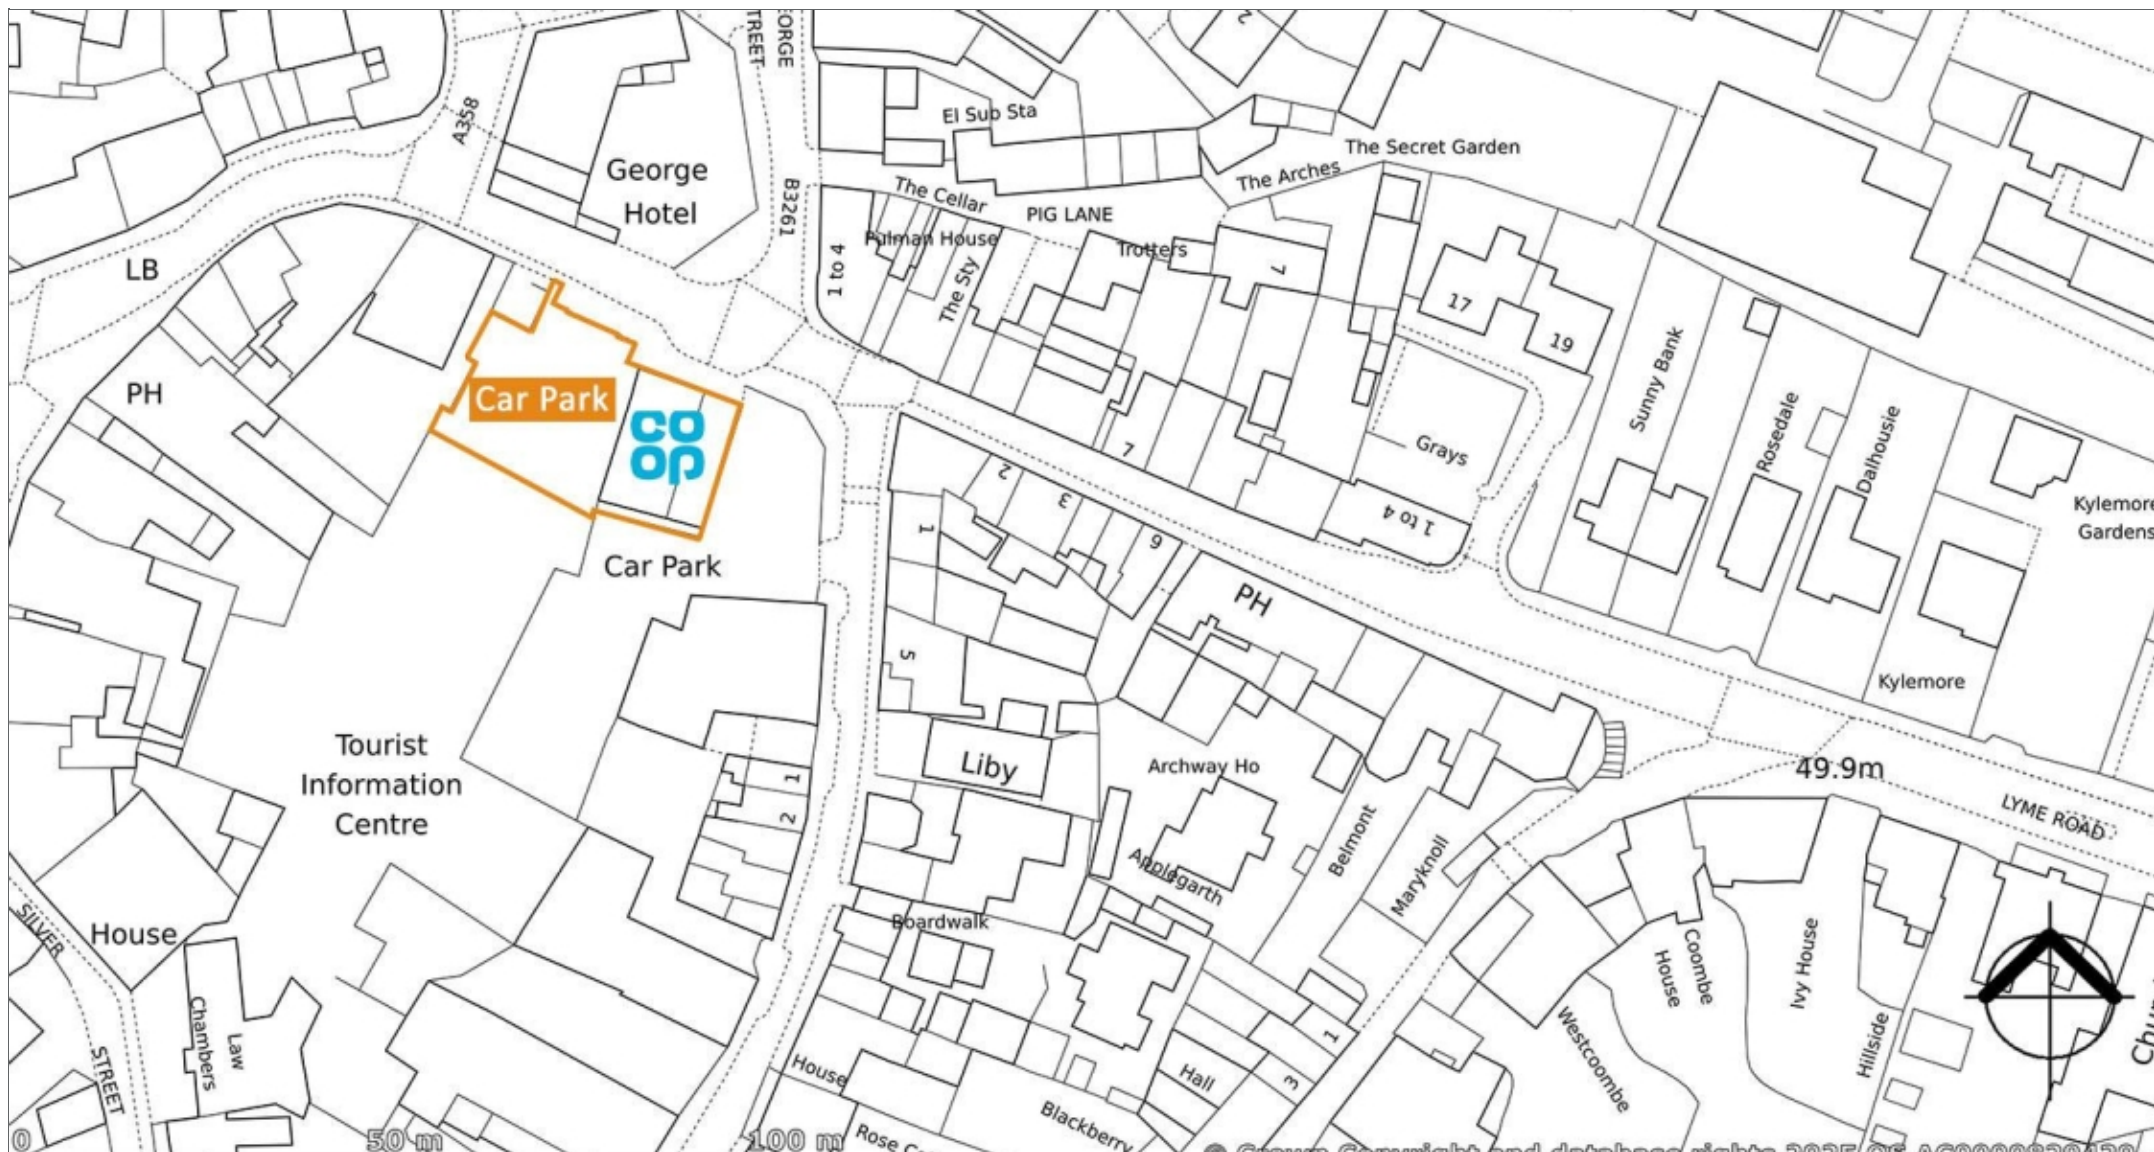 GEORGE
STREET
2
A358
El Sub Sta
The Secret Garden
The Arches
George
Hotel
B3261
The Cellar
PIG LANE
Pulman House
Trotters
1 to 4
7
LB
The Sty
17
19
Sunny Bank
PH
Car Park
co
op
Rosedale
Dalhousie
Grays
7
2
3
1
1 to 4
Kylemore
Gardens
6
Car Park
PH
5
Kylemore
Tourist
Information
Centre
Liby
Archway Ho
49.9m
1
2
LYME ROAD
Belmont
Maryknoll
Applegarth
House
SILVER
STREET
Boardwalk
Coombe
House
Ivy House
Law
Chambers
Westcoombe
Hillside
1
3
Hall
House
Blackberry
0
50 m
100 m